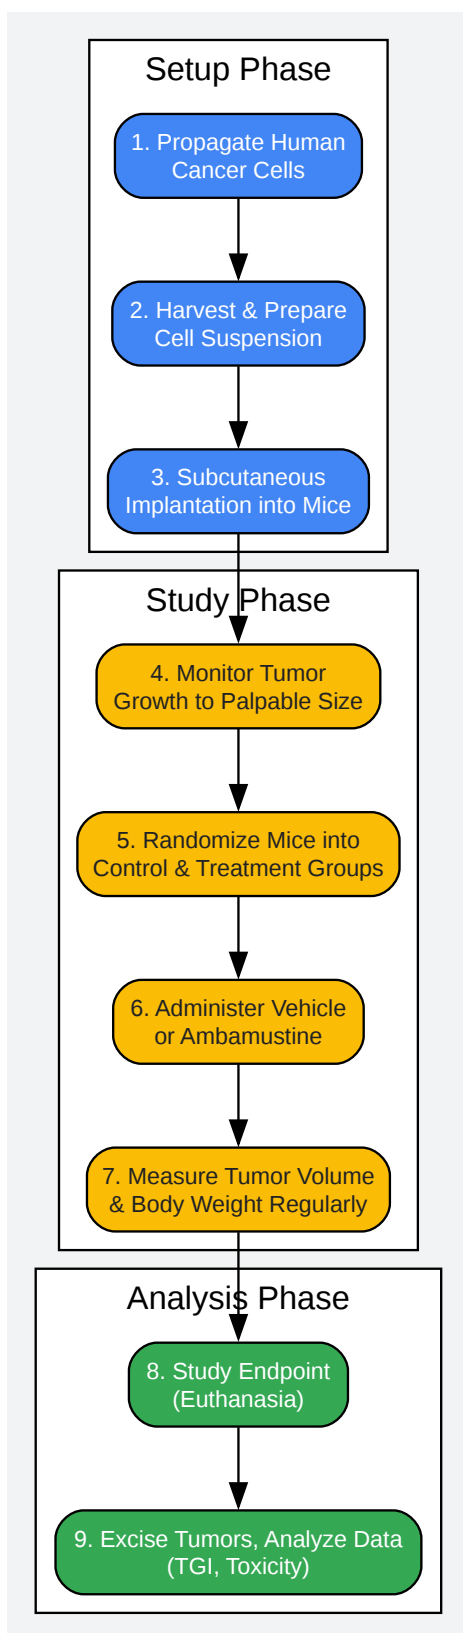 Setup Phase
1. Propagate Human
Cancer Cells
2. Harvest & Prepare
Cell Suspension
3. Subcutaneous
Implantation into Mice
Study Phase
4. Monitor Tumor
Growth to Palpable Size
5. Randomize Mice into
Control & Treatment Groups
6. Administer Vehicle
or Ambamustine
7. Measure Tumor Volume
& Body Weight Regularly
Analysis Phase
8. Study Endpoint
(Euthanasia)
9. Excise Tumors, Analyze Data
(TGI, Toxicity)